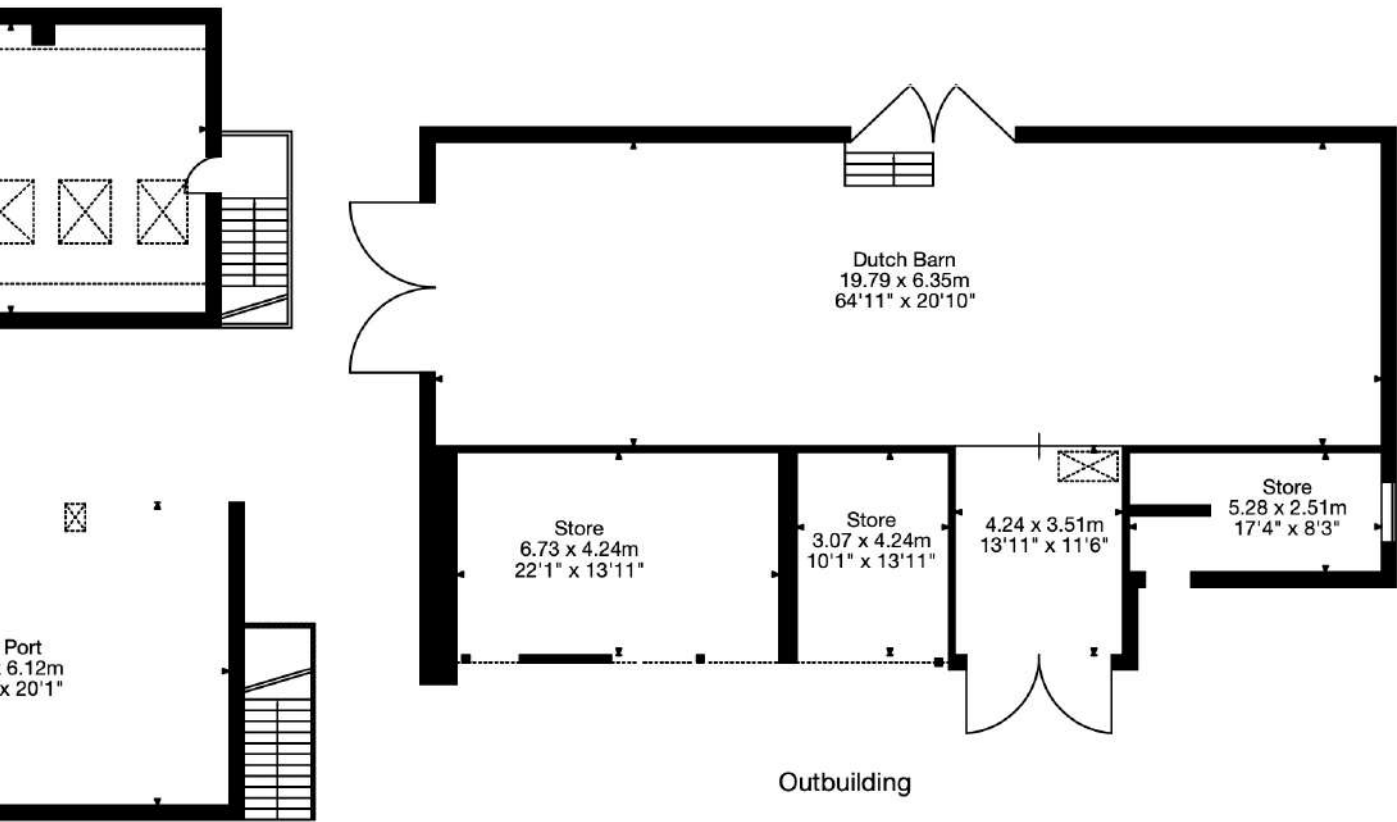 Dutch Barn
19.79 x 6.35m
64'11" x 20'10"
Store
6.73 x 4.24m
22'1" x 13'11"
Store
3.07 x 4.24m
10'1" x 13'11"
4.24 x 3.51m
13'11" x 11'6"
Store
5.28 x 2.51m
17'4" x 8'3"
Port
x 6.12m
x 20'1"
Outbuilding